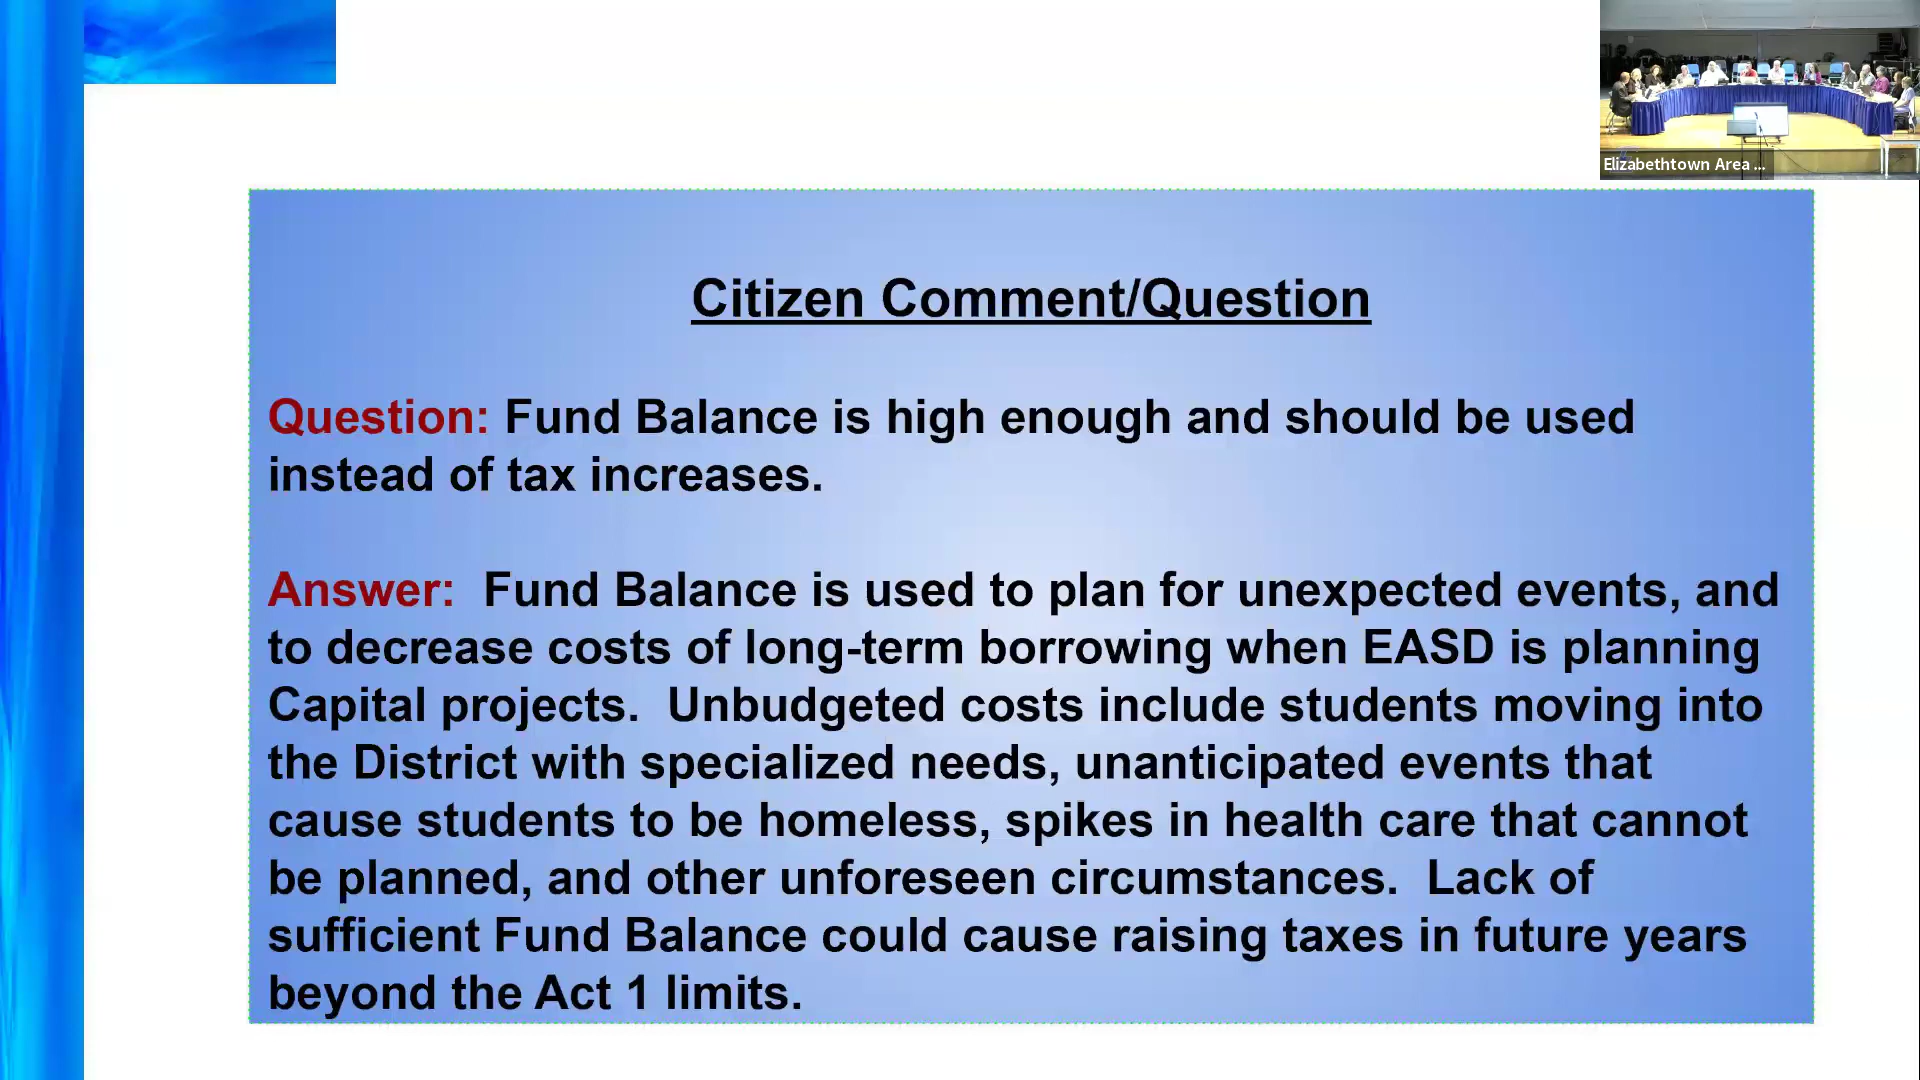 Elizabethtown Area ...
Citizen Comment/Question
Question: Fund Balance is high enough and should be used
instead of tax increases.
Answer: Fund Balance is used to plan for unexpected events, and
to decrease costs of long-term borrowing when EASD is planning
Capital projects. Unbudgeted costs include students moving into
the District with specialized needs, unanticipated events that
cause students to be homeless, spikes in health care that cannot
be planned, and other unforeseen circumstances. Lack of
sufficient Fund Balance could cause raising taxes in future years
beyond the Act 1 limits.